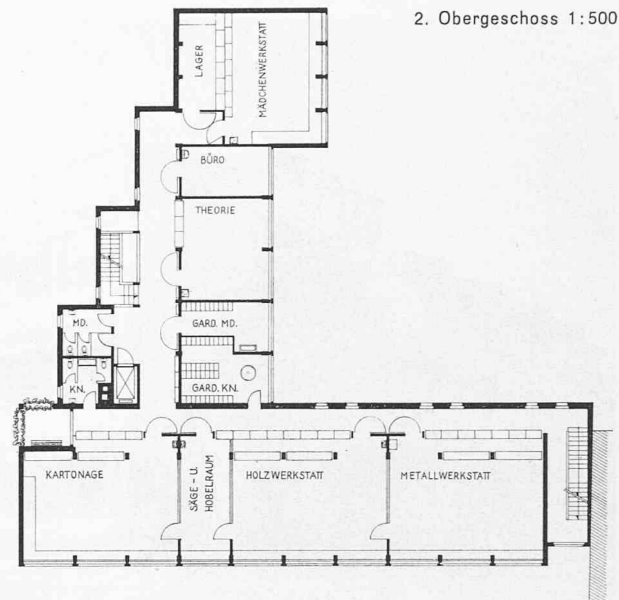 2. Obergeschoss 1:500
LAGER
MÄDCHENWERKSTATT
BÜRO
THEORIE
MD.
GARD. MD.
KN.
GARD. KN.
KARTONAGE
SÄGE - U.
HOBELRAUM
HOLZWERKSTATT
METALLWERKSTATT